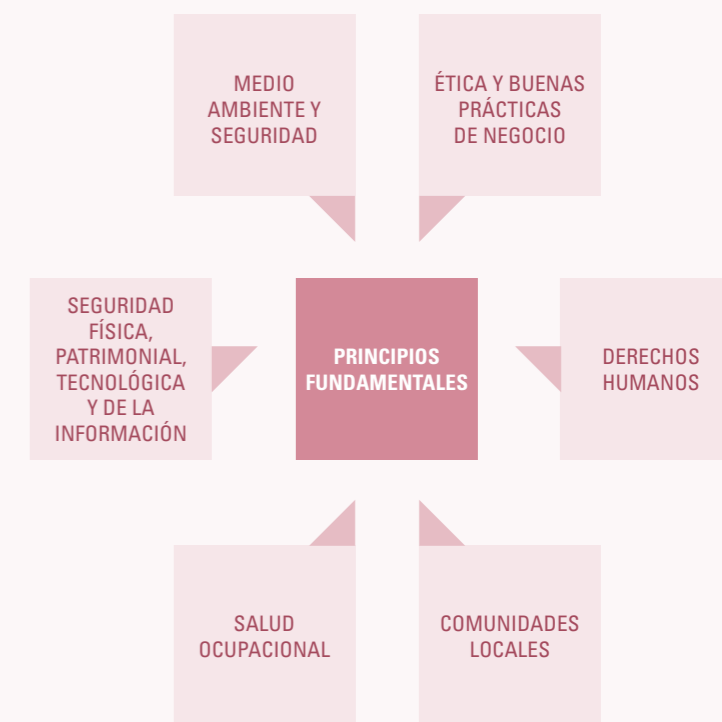 MEDIO
AMBIENTE Y
SEGURIDAD
ÉTICA Y BUENAS
PRÁCTICAS
DE NEGOCIO
SEGURIDAD
FÍSICA,
PATRIMONIAL,
TECNOLÓGICA
Y DE LA
INFORMACIÓN
PRINCIPIOS
FUNDAMENTALES
DERECHOS
HUMANOS
SALUD
OCUPACIONAL
COMUNIDADES
LOCALES